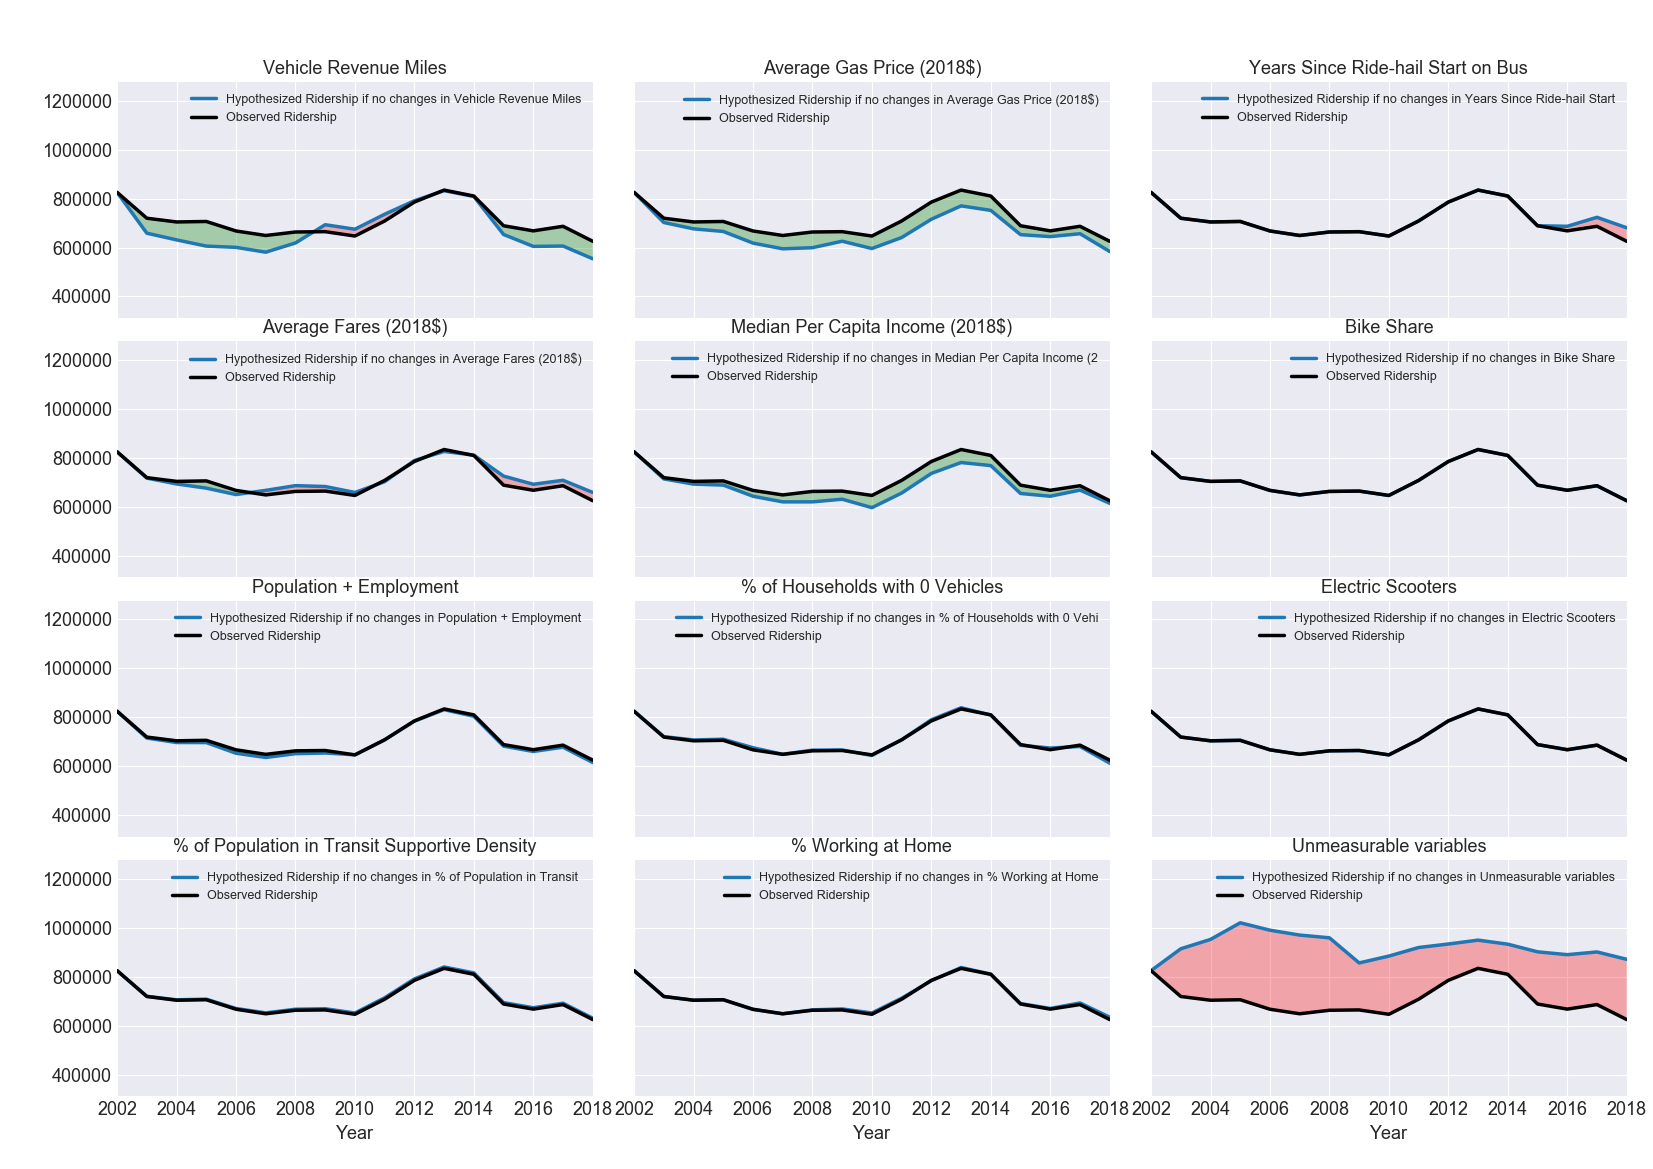 Vehicle Revenue Miles
Hypothesized Ridership if no changes in Vehicle Revenue Miles
Observed Ridership
1200000
1000000
800000
600000
400000
Average Gas Price (2018$)
Hypothesized Ridership if no changes in Average Gas Price (2018$)
Observed Ridership
Years Since Ride-hail Start on Bus
Hypothesized Ridership if no changes in Years Since Ride-hail Start
Observed Ridership
Average Fares (2018$)
Hypothesized Ridership if no changes in Average Fares (2018$)
Observed Ridership
1200000
1000000
800000
600000
400000
Median Per Capita Income (2018$)
Hypothesized Ridership if no changes in Median Per Capita Income (2
Observed Ridership
Bike Share
Hypothesized Ridership if no changes in Bike Share
Observed Ridership
Population + Employment
Hypothesized Ridership if no changes in Population + Employment
Observed Ridership
1200000
1000000
800000
600000
400000
% of Households with 0 Vehicles
Hypothesized Ridership if no changes in % of Households with 0 Vehi
Observed Ridership
Electric Scooters
Hypothesized Ridership if no changes in Electric Scooters
Observed Ridership
% of Population in Transit Supportive Density
Hypothesized Ridership if no changes in % of Population in Transit
Observed Ridership
1200000
1000000
800000
600000
400000
2002 2004 2006 2008 2010 2012 2014 2016 2018
Year
% Working at Home
Hypothesized Ridership if no changes in % Working at Home
Observed Ridership
2002 2004 2006 2008 2010 2012 2014 2016 2018
Year
Unmeasurable variables
Hypothesized Ridership if no changes in Unmeasurable variables
Observed Ridership
2002 2004 2006 2008 2010 2012 2014 2016 2018
Year